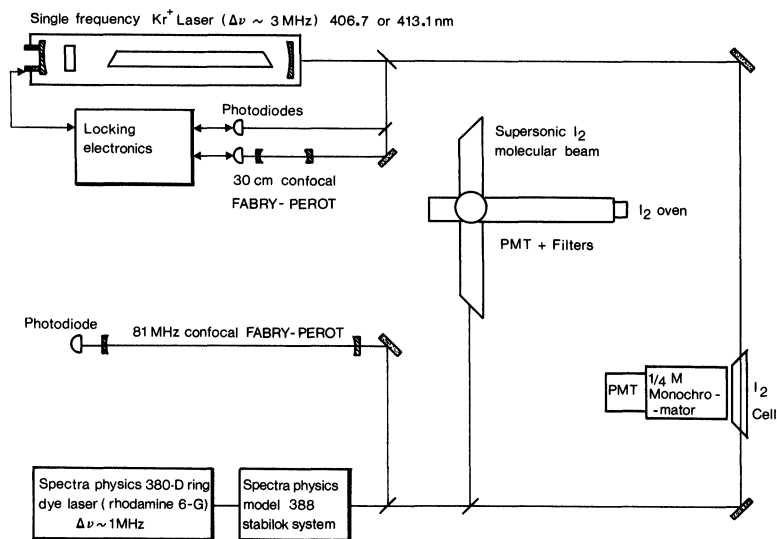 Single frequency Kr+ Laser (Δν ~ 3 MHz) 406.7 or 413.1 nm
Locking
electronics
Photodiodes
30 cm confocal
FABRY-PEROT
Supersonic I2
molecular beam
I2 oven
PMT + Filters
Photodiode
81 MHz confocal FABRY-PEROT
PMT
1/4 M
Monochro-
-mator
I2
Cell
Spectra physics 380-D ring
dye laser (rhodamine 6-G)
Δν ~ 1MHz
Spectra physics
model 388
stabilok system